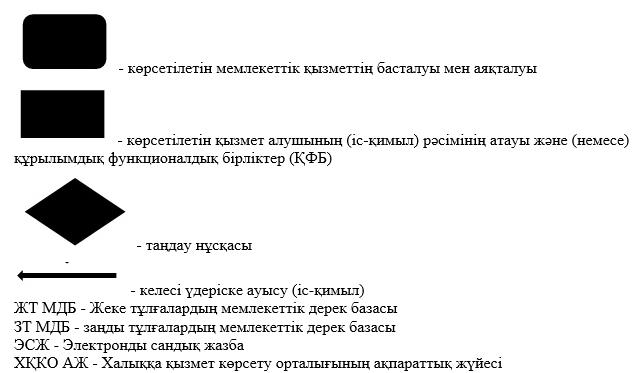 - көрсетілетін мемлекеттік қызметтің басталуы мен аяқталуы
- көрсетілетін қызмет алушының (іс-қимыл) рәсімінің атауы және (немесе)
құрылымдық функционалдық бірліктер (ҚФБ)
- таңдау нұсқасы
- келесі үдеріске ауысу (іс-қимыл)
ЖТ МДБ - Жеке тұлғалардың мемлекеттік дерек базасы
ЗТ МДБ - заңды тұлғалардың мемлекеттік дерек базасы
ЭСЖ - Электронды сандық жазба
ХҚКО АЖ - Халыққа қызмет көрсету орталығының ақпараттық жүйесі